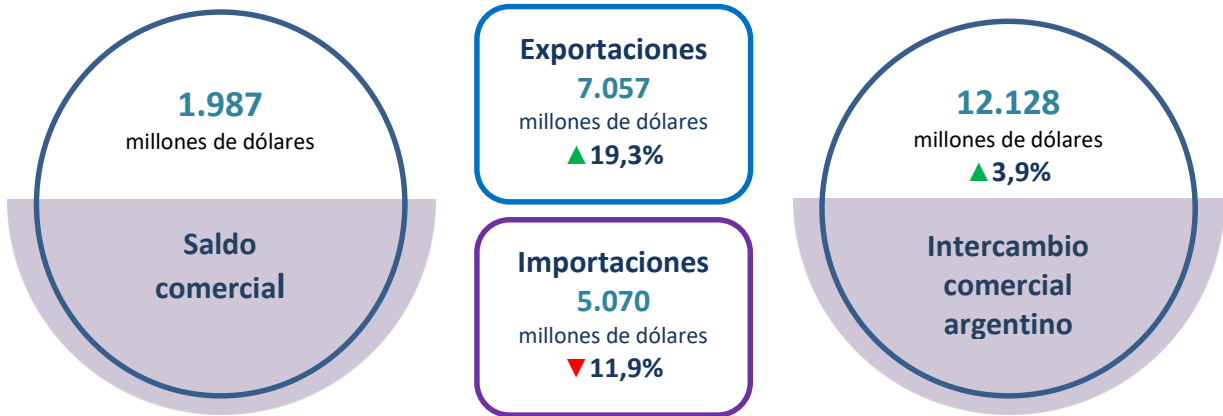 1.987
millones de dólares
Saldo
comercial
Exportaciones
7.057
millones de dólares
▲19,3%
Importaciones
5.070
millones de dólares
▼11,9%
12.128
millones de dólares
▲3,9%
Intercambio
comercial
argentino